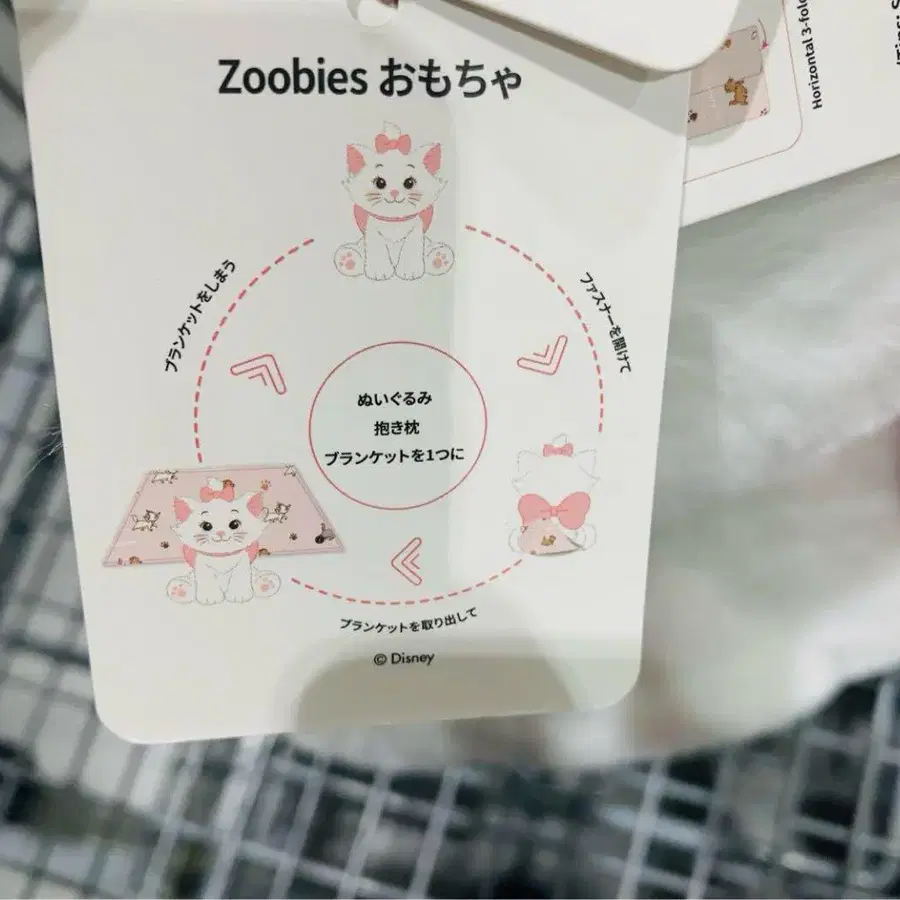 Zoobies おもちゃ
ブランケットをしまう
ファスナーを開けて
ぬいぐるみ
抱き枕
ブランケットを1つに
ブランケットを取り出して
© Disney
Horizontal 3-fold